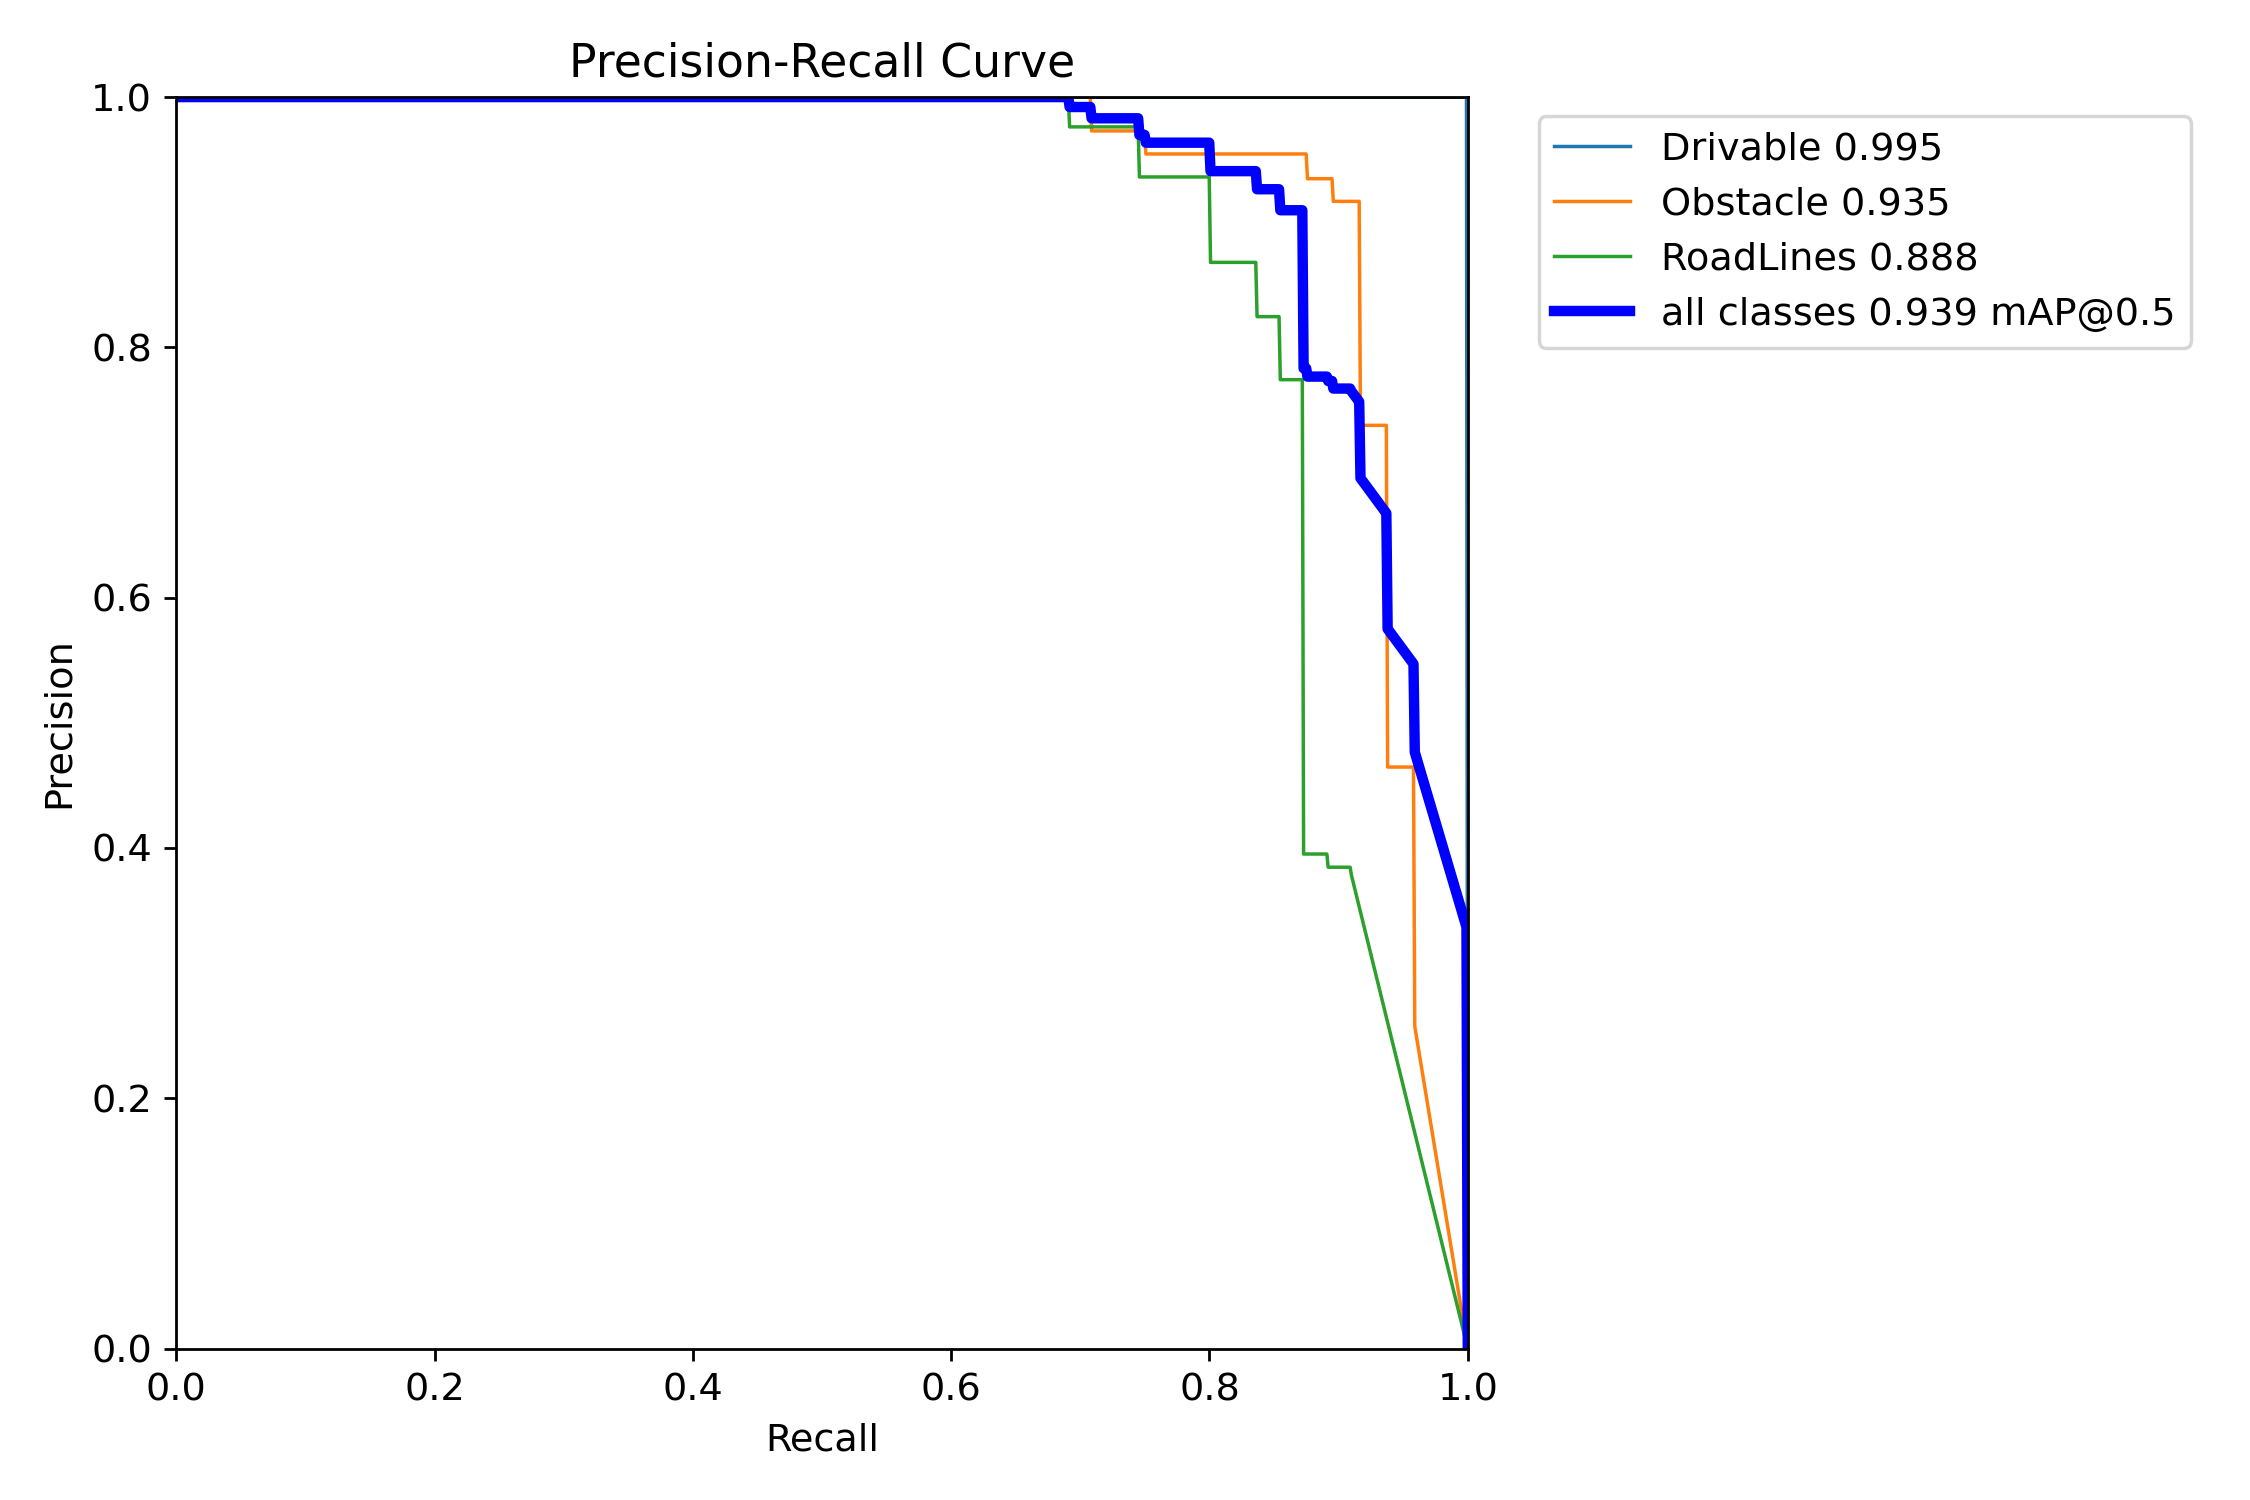 Precision-Recall Curve
1.0
0.8
0.6
0.4
0.2
0.0
Precision
0.0 0.2 0.4 0.6 0.8 1.0
Recall
Drivable 0.995
Obstacle 0.935
RoadLines 0.888
all classes 0.939 mAP@0.5